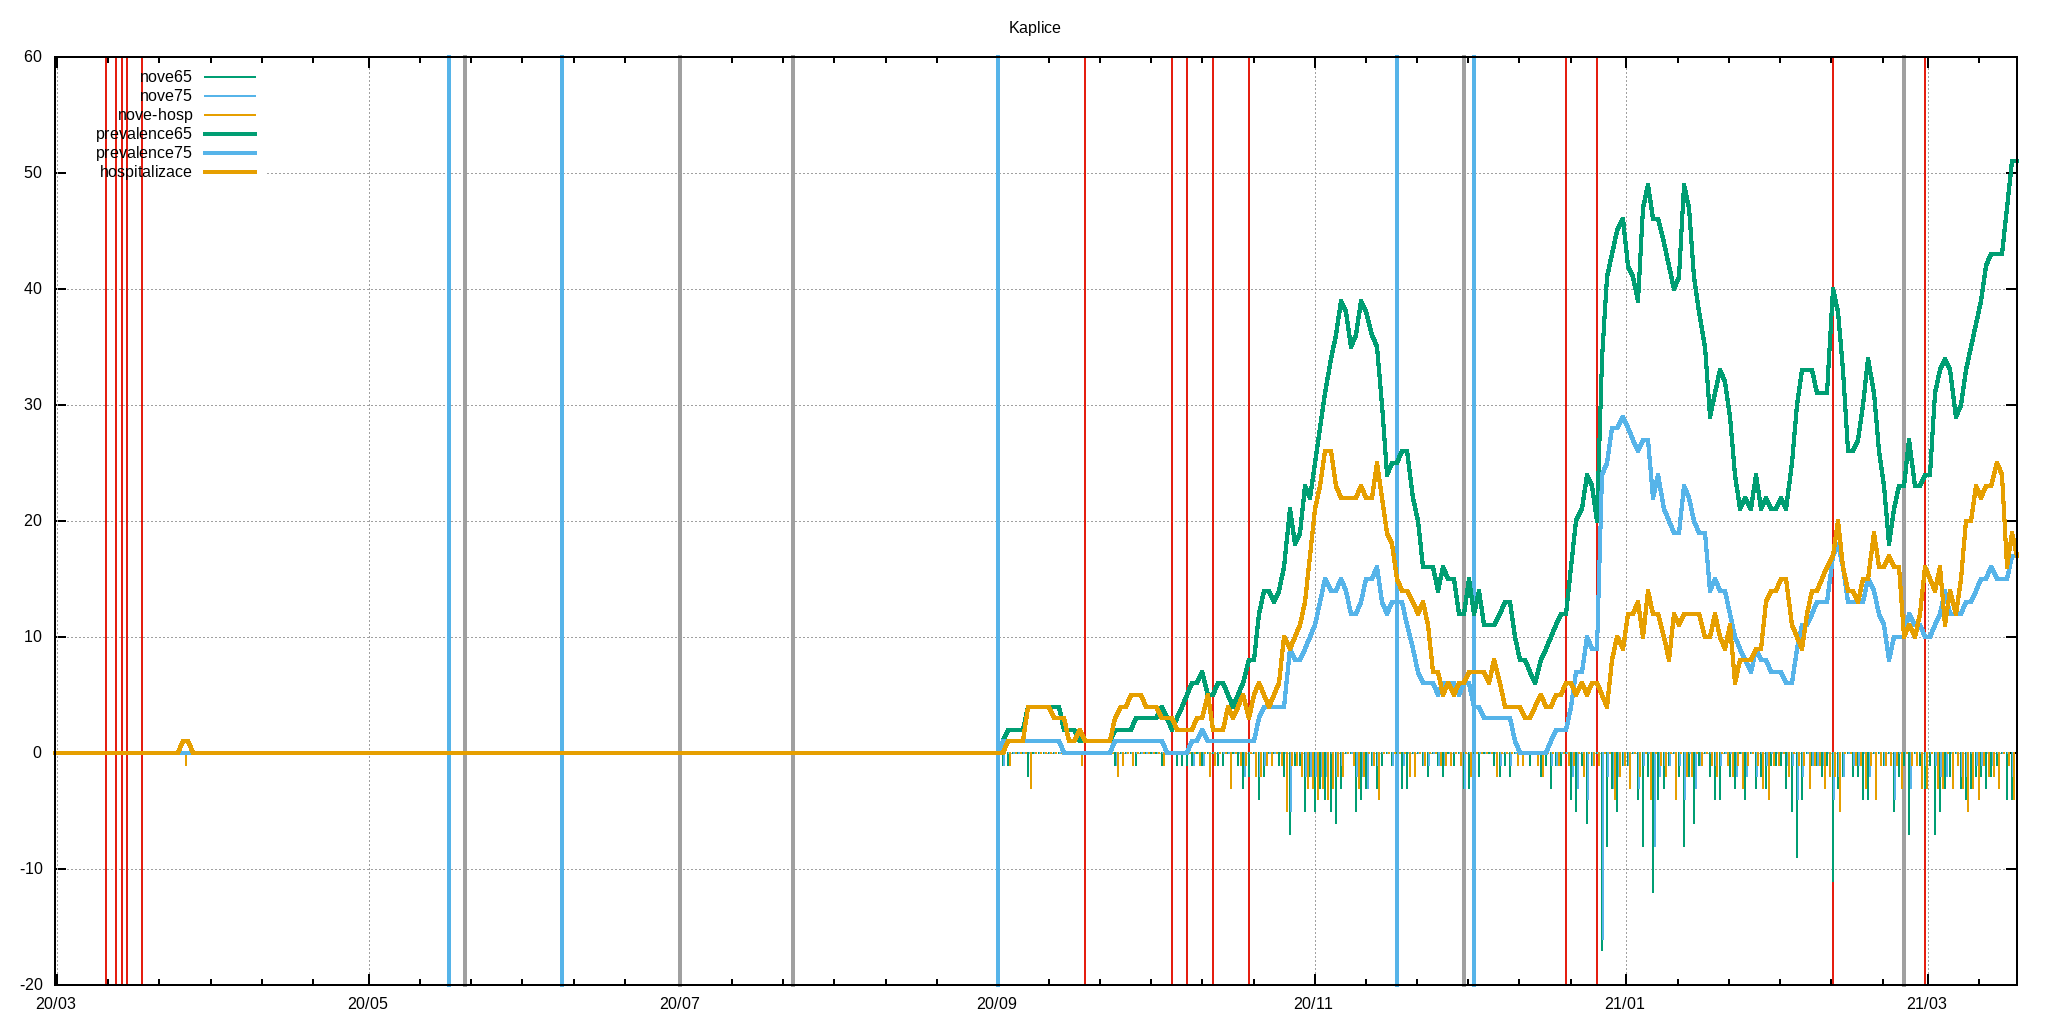 Kaplice
60
50
40
30
20
10
0
-10
-20
nove65
nove75
nove-hosp
prevalence65
prevalence75
hospitalizace
20/03 20/05 20/07 20/09 20/11 21/01 21/03